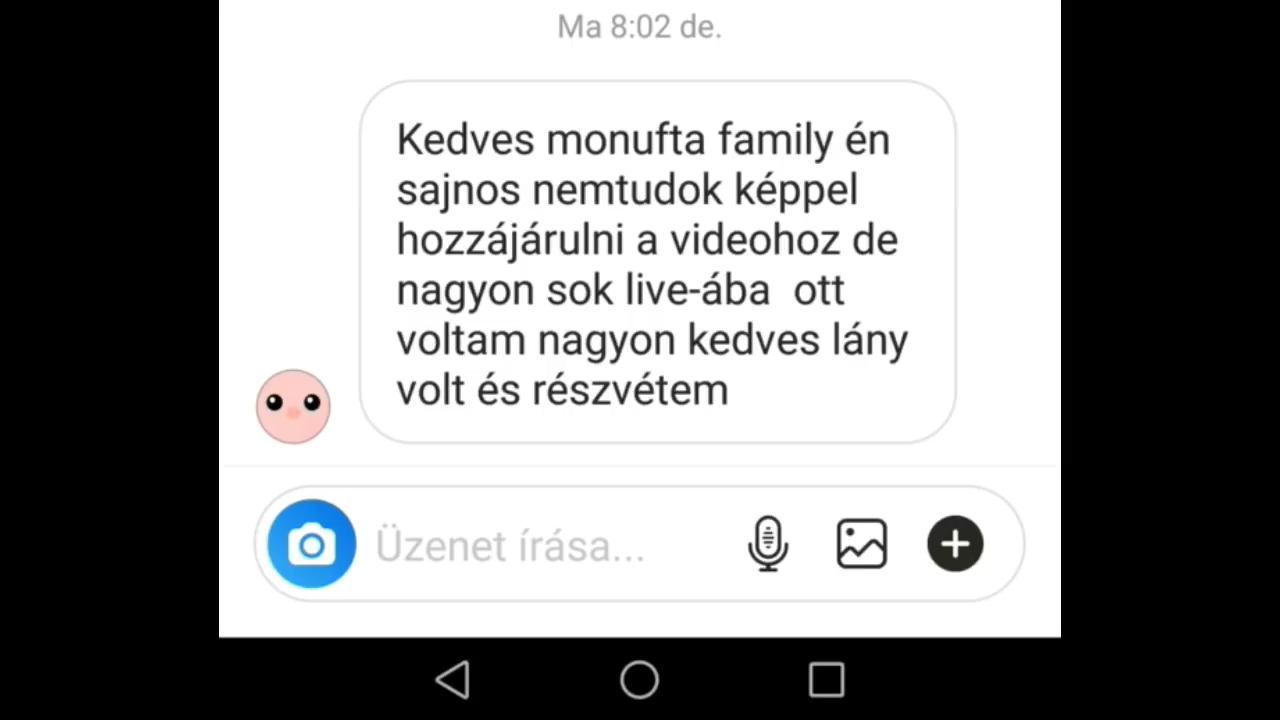 Ma 8:02 de.
Kedves monufta family én
sajnos nemtudok képpel
hozzájárulni a videohoz de
nagyon sok live-ába  ott
voltam nagyon kedves lány
volt és részvétem
Üzenet írása...